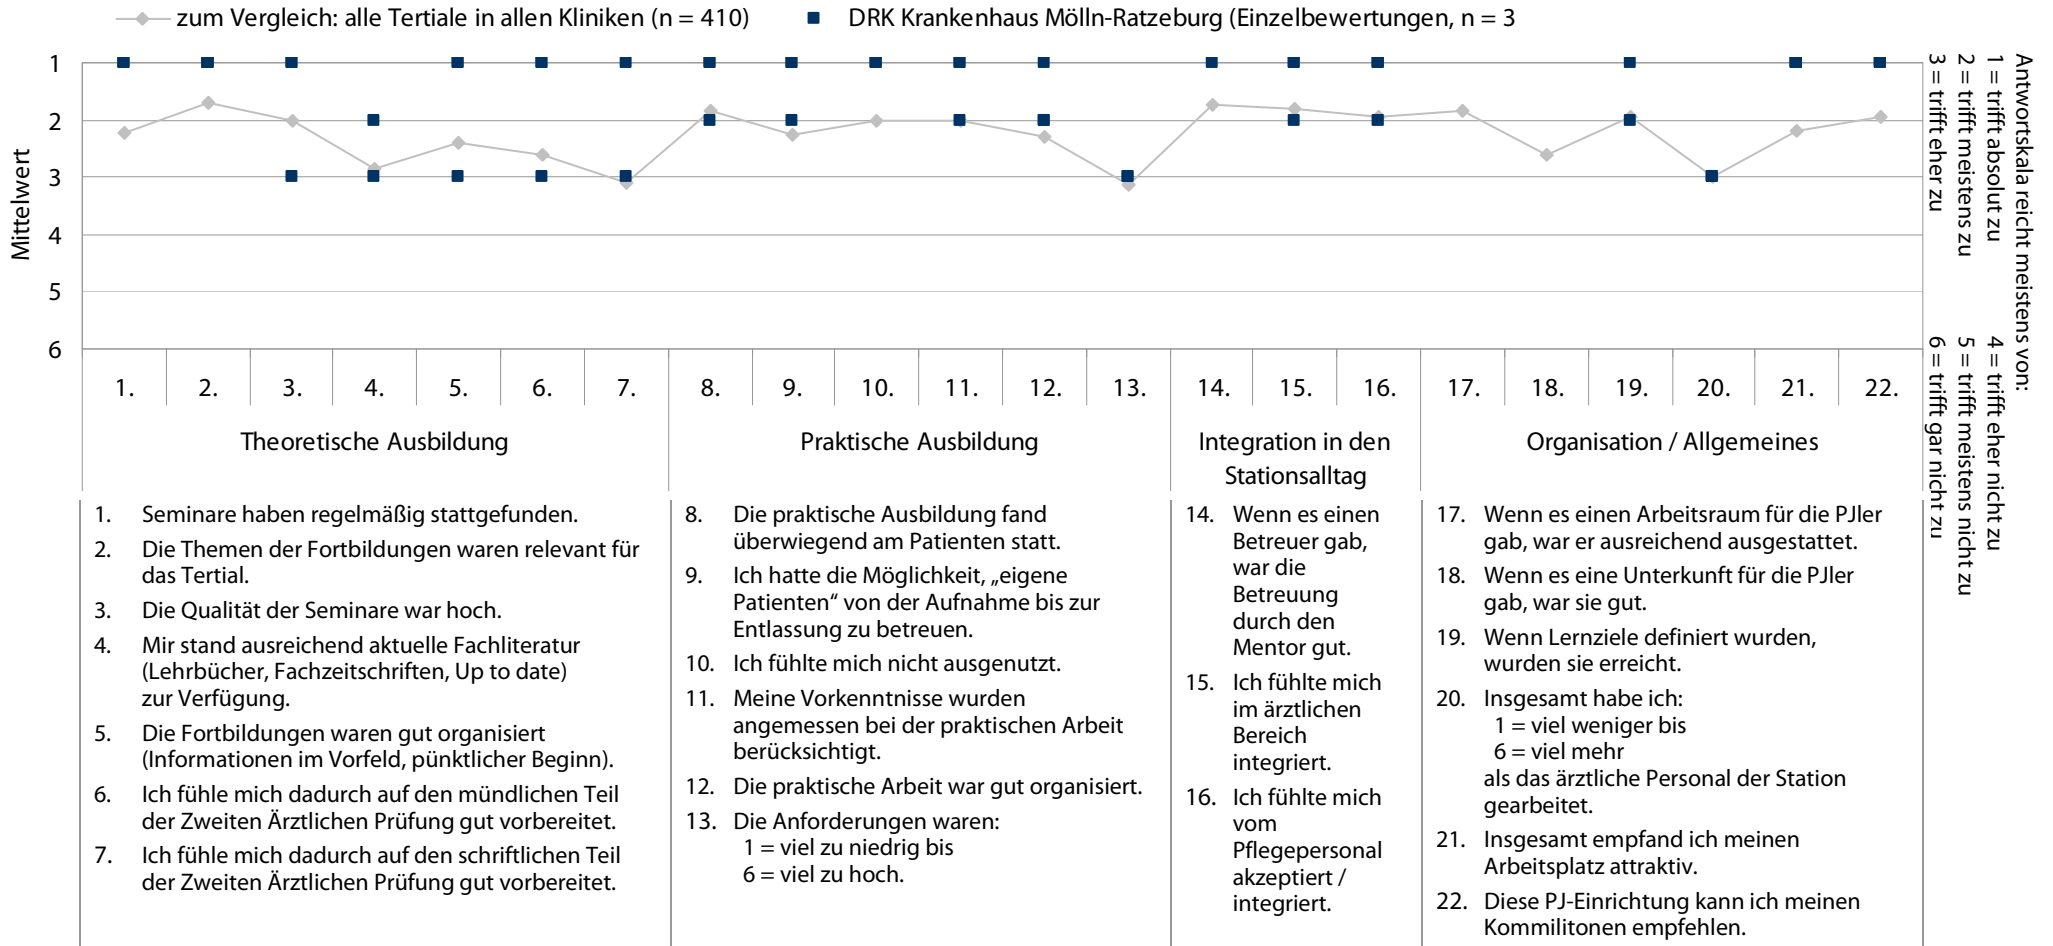 zum Vergleich: alle Tertiale in allen Kliniken (n = 410)
DRK Krankenhaus Mölln-Ratzeburg (Einzelbewertungen, n = 3
Mittelwert
1
2
3
4
5
6
Antwortskala reicht meistens von:
1 = trifft absolut zu
2 = trifft meistens zu
3 = trifft eher zu
4 = trifft eher nicht zu
5 = trifft meistens nicht zu
6 = trifft gar nicht zu
1. 2. 3. 4. 5. 6. 7. 8. 9. 10. 11. 12. 13. 14. 15. 16. 17. 18. 19. 20. 21. 22.
Theoretische Ausbildung
Praktische Ausbildung
Integration in den
Stationsalltag
Organisation / Allgemeines
1. Seminare haben regelmäßig stattgefunden.
2. Die Themen der Fortbildungen waren relevant für
das Tertial.
3. Die Qualität der Seminare war hoch.
4. Mir stand ausreichend aktuelle Fachliteratur
(Lehrbücher, Fachzeitschriften, Up to date)
zur Verfügung.
5. Die Fortbildungen waren gut organisiert
(Informationen im Vorfeld, pünktlicher Beginn).
6. Ich fühle mich dadurch auf den mündlichen Teil
der Zweiten Ärztlichen Prüfung gut vorbereitet.
7. Ich fühle mich dadurch auf den schriftlichen Teil
der Zweiten Ärztlichen Prüfung gut vorbereitet.
8. Die praktische Ausbildung fand
überwiegend am Patienten statt.
9. Ich hatte die Möglichkeit, „eigene
Patienten“ von der Aufnahme bis zur
Entlassung zu betreuen.
10. Ich fühlte mich nicht ausgenutzt.
11. Meine Vorkenntnisse wurden
angemessen bei der praktischen Arbeit
berücksichtigt.
12. Die praktische Arbeit war gut organisiert.
13. Die Anforderungen waren:
1 = viel zu niedrig bis
6 = viel zu hoch.
14. Wenn es einen
Betreuer gab,
war die
Betreuung
durch den
Mentor gut.
15. Ich fühlte mich
im ärztlichen
Bereich
integriert.
16. Ich fühlte mich
vom
Pflegepersonal
akzeptiert /
integriert.
17. Wenn es einen Arbeitsraum für die PJler
gab, war er ausreichend ausgestattet.
18. Wenn es eine Unterkunft für die PJler
gab, war sie gut.
19. Wenn Lernziele definiert wurden,
wurden sie erreicht.
20. Insgesamt habe ich:
1 = viel weniger bis
6 = viel mehr
als das ärztliche Personal der Station
gearbeitet.
21. Insgesamt empfand ich meinen
Arbeitsplatz attraktiv.
22. Diese PJ-Einrichtung kann ich meinen
Kommilitonen empfehlen.